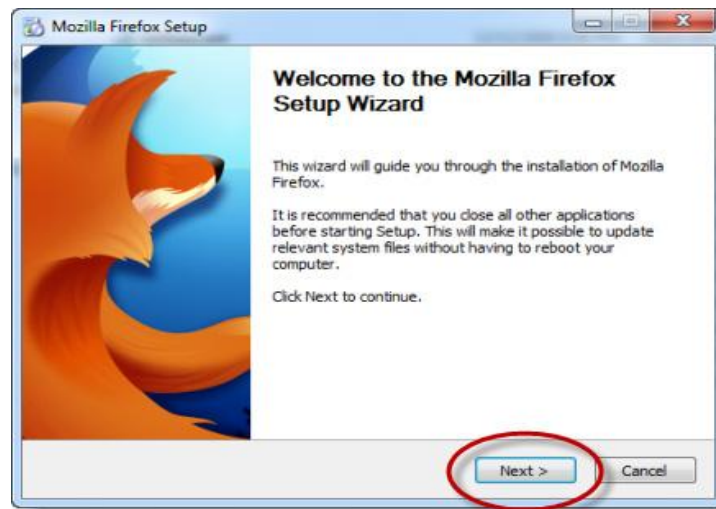 Mozilla Firefox Setup
Welcome to the Mozilla Firefox
Setup Wizard
This wizard will guide you through the installation of Mozilla
Firefox.
It is recommended that you close all other applications
before starting Setup. This will make it possible to update
relevant system files without having to reboot your
computer.
Click Next to continue.
Next >
Cancel